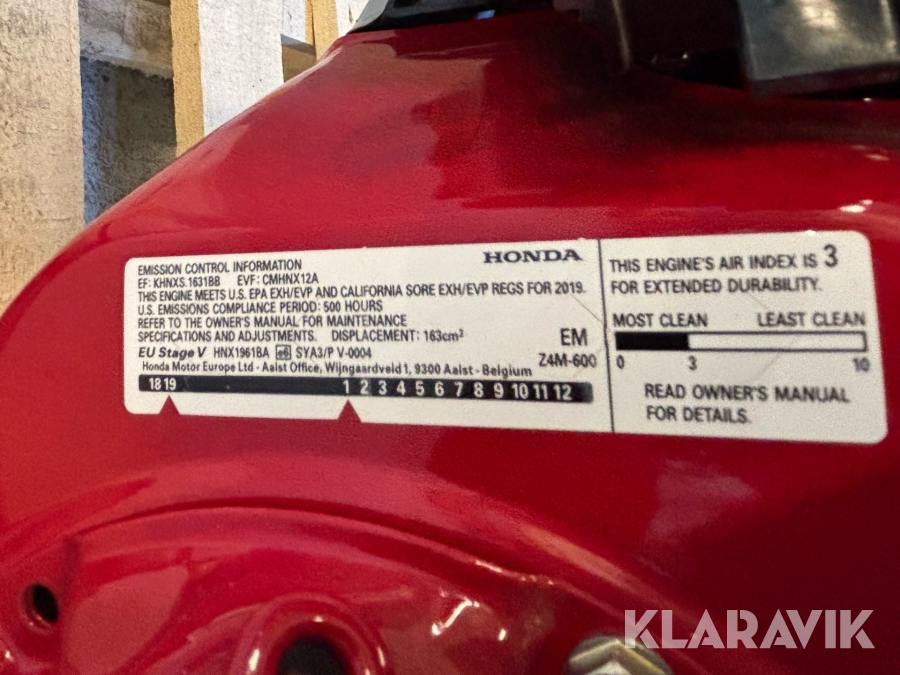 KLARAVIK
EMISSION CONTROL INFORMATION
HONDA
EF: KHNXS.1631BB EVF: CMHNX12A
THIS ENGINE MEETS U.S. EPA EXH/EVP AND CALIFORNIA SORE EXH/EVP REGS FOR 2019.
U.S. EMISSIONS COMPLIANCE PERIOD: 500 HOURS
REFER TO THE OWNER'S MANUAL FOR MAINTENANCE
SPECIFICATIONS AND ADJUSTMENTS. DISPLACEMENT: 163cm³
EM
EU Stage V HNX1961BA e6 SYA3/P V-0004
Z4M-600
Honda Motor Europe Ltd - Aalst Office, Wijngaardveld 1, 9300 Aalst - Belgium
18 19 1 2 3 4 5 6 7 8 9 10 11 12
THIS ENGINE'S AIR INDEX IS 3
FOR EXTENDED DURABILITY.
MOST CLEAN LEAST CLEAN
0 3 10
READ OWNER'S MANUAL
FOR DETAILS.
KLARAVIK